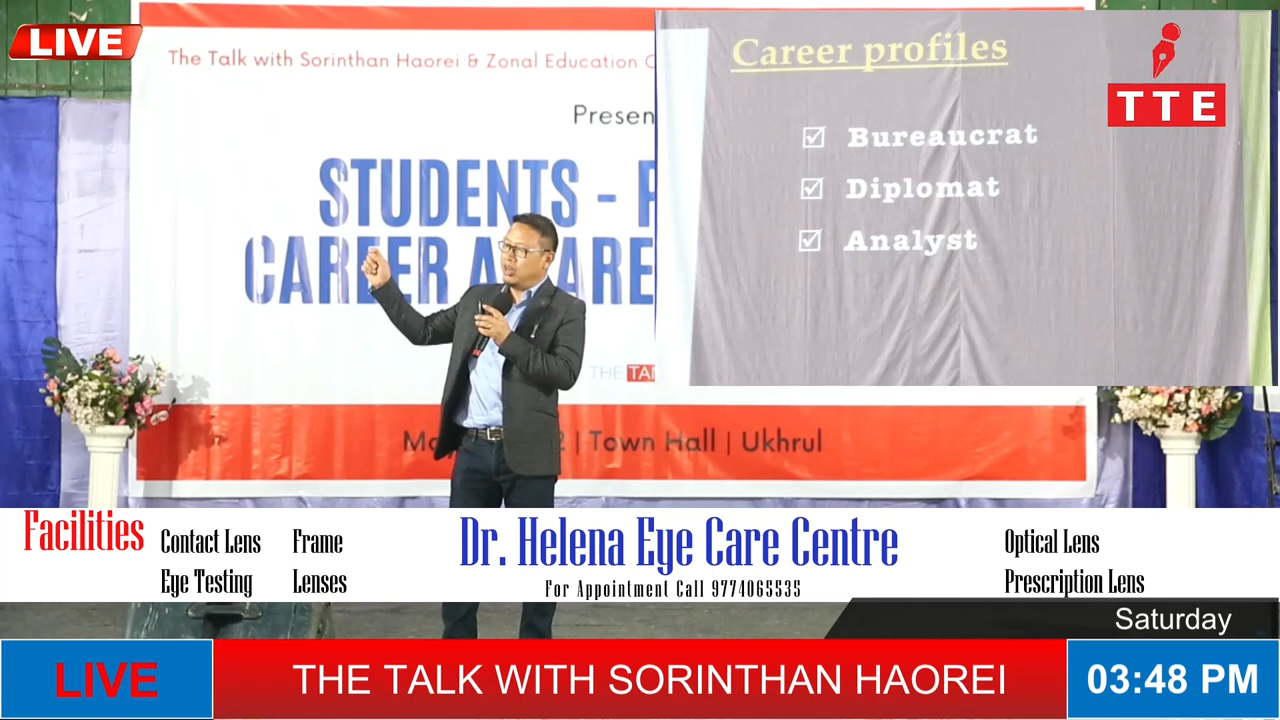 LIVE
The Talk with Sorinthan Haorei & Zonal Education
Presen
STUDENTS -
CAREER
THE TAL
Town Hall | Ukhrul
Career profiles
Bureaucrat
Diplomat
Analyst
TTE
Facilities
Contact Lens
Frame
Eye Testing
Lenses
Dr. Helena Eye Care Centre
For Appointment Call 9774065535
Optical Lens
Prescription Lens
Saturday
LIVE
THE TALK WITH SORINTHAN HAOREI
03:48 PM